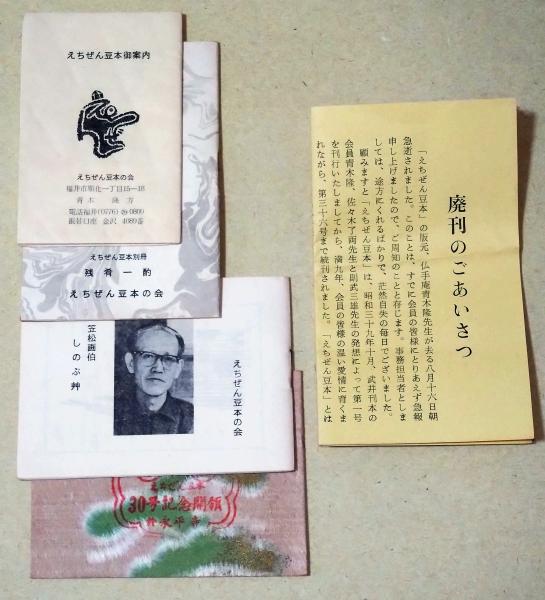 えちぜん豆本御案内
えちぜん豆本の会
福井市順化一丁目15—18
青木 隆方
電話福井(0776)㉒0809
振替口座 金沢 4089番
えちぜん豆本別冊
残肴一酌
えちぜん豆本の会
えちぜん豆本の会
笠松画伯
しのぶ艸
30号記念開領
永平寺
廃刊のごあいさつ
「えちぜん豆本」の版元、仏手庵青木隆先生が去る八月十六日朝
急逝されました。このことは、すでに会員の皆様にとりあえず急報
申し上げましたので、ご周知のことと存じます。事務担当者としま
しては、途方にくれるばかりで、茫然自失の毎日でございました。
顧みますと「えちぜん豆本」は、昭和三十九年十月、武井刊本の
会員青木隆、佐々木了両先生と則武三雄先生の発想によって第一号
を刊行いたしましてから、満九年、会員の皆様の温い愛情に育くま
れながら、第三十六号まで続刊されました。「えちぜん豆本」とは